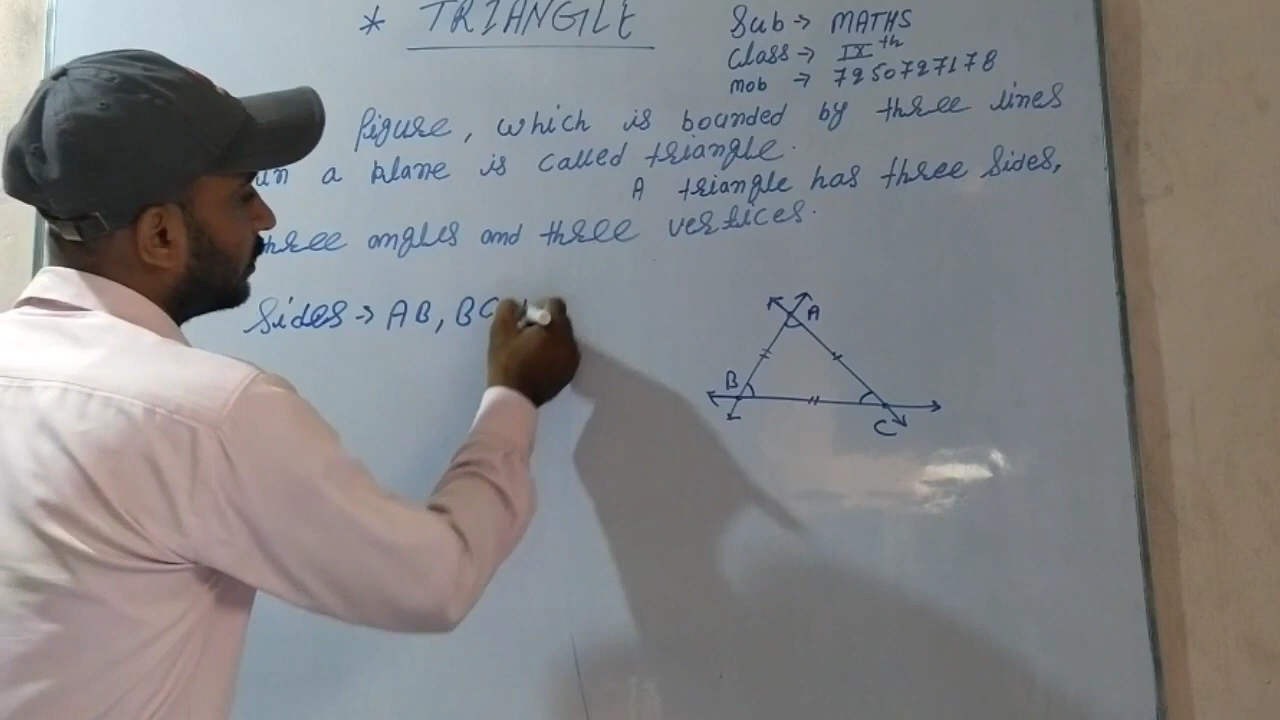 * TRIANGLE
Sub → MATHS
Class → IXth
Mob → 7250727178
figure, which is bounded by three lines
in a plane is called triangle.
A triangle has three sides,
three angles and three vertices.
Sides → AB, BC
A
B
C